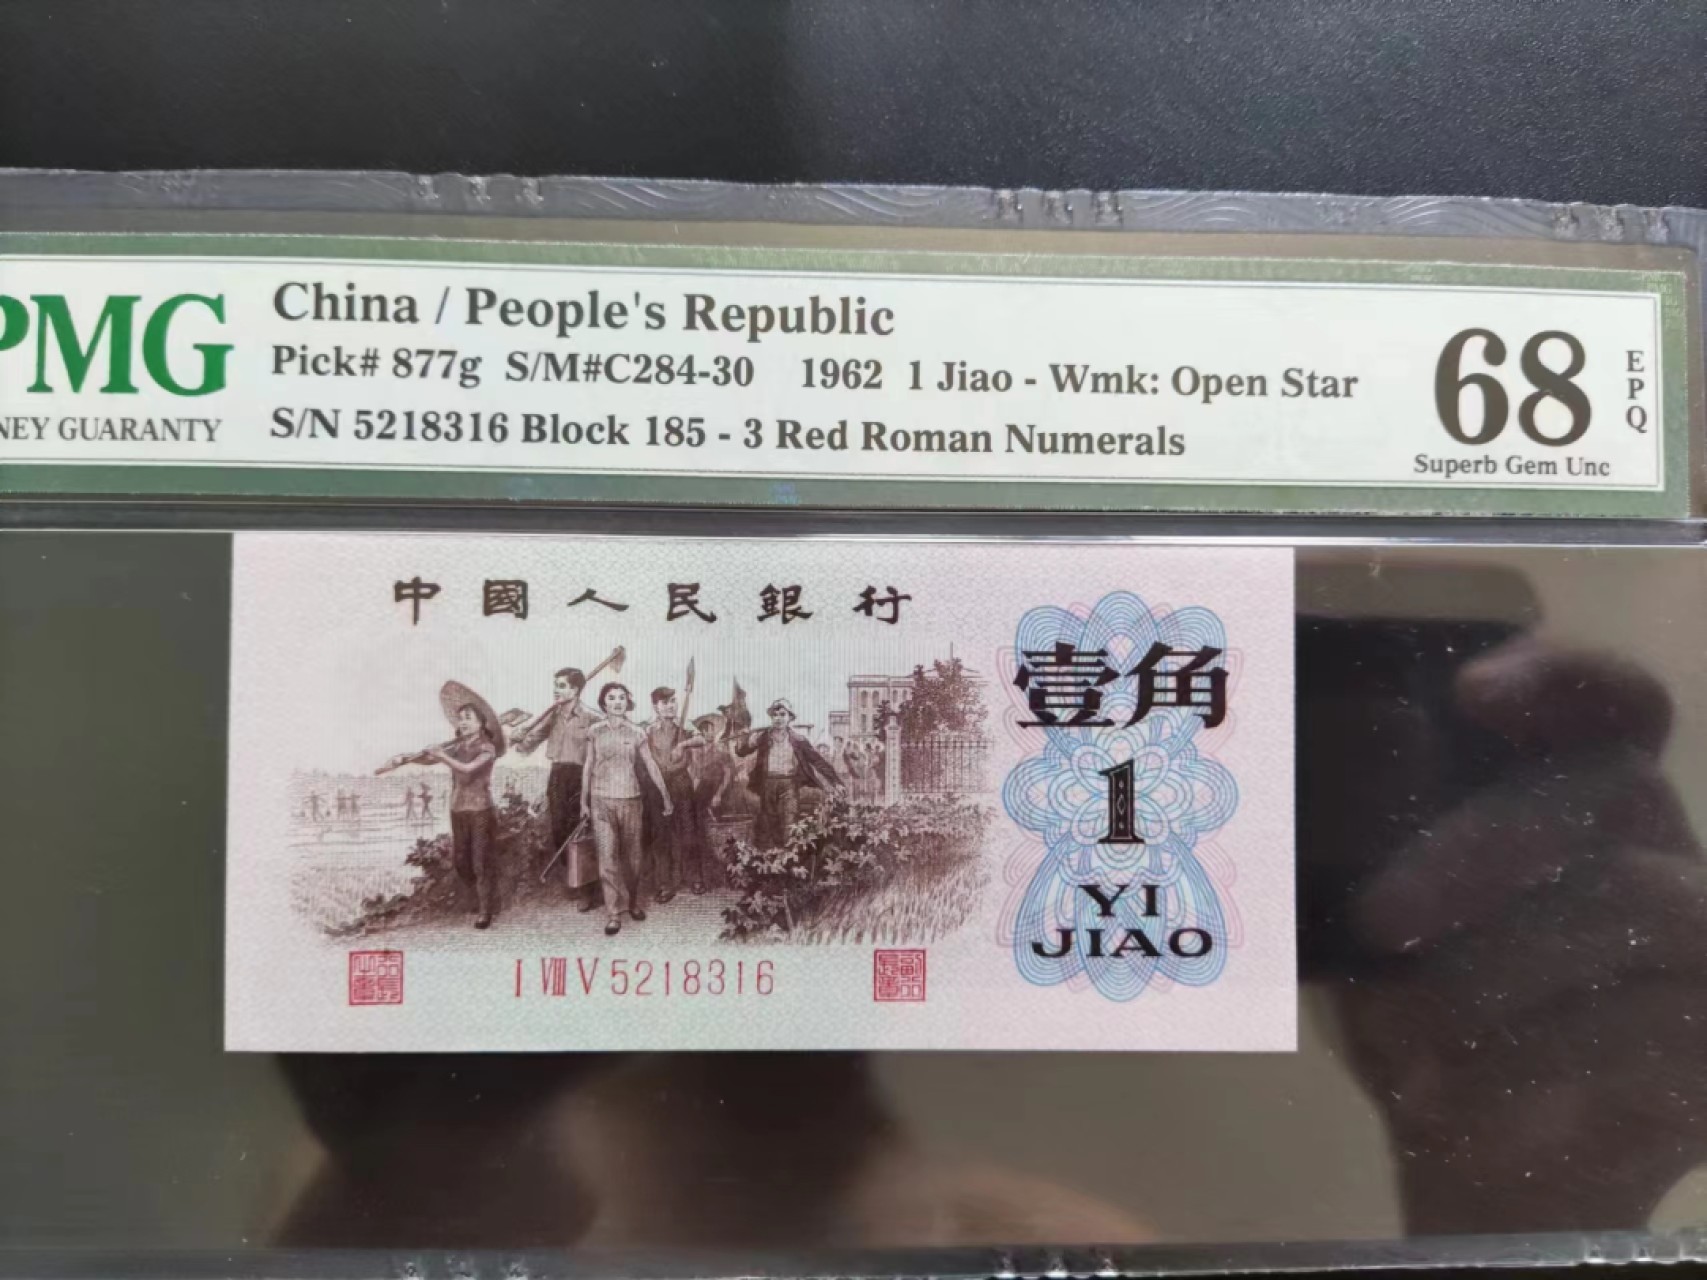 China / People's Republic
PMG
Pick# 877g S/M#C284-30 1962 1 Jiao - Wmk: Open Star
NEY GUARANTY
S/N 5218316 Block 185 - 3 Red Roman Numerals
68
EPQ
Superb Gem Unc
中國人民銀行
壹角
1
YI
JIAO
I VIII V 5218316